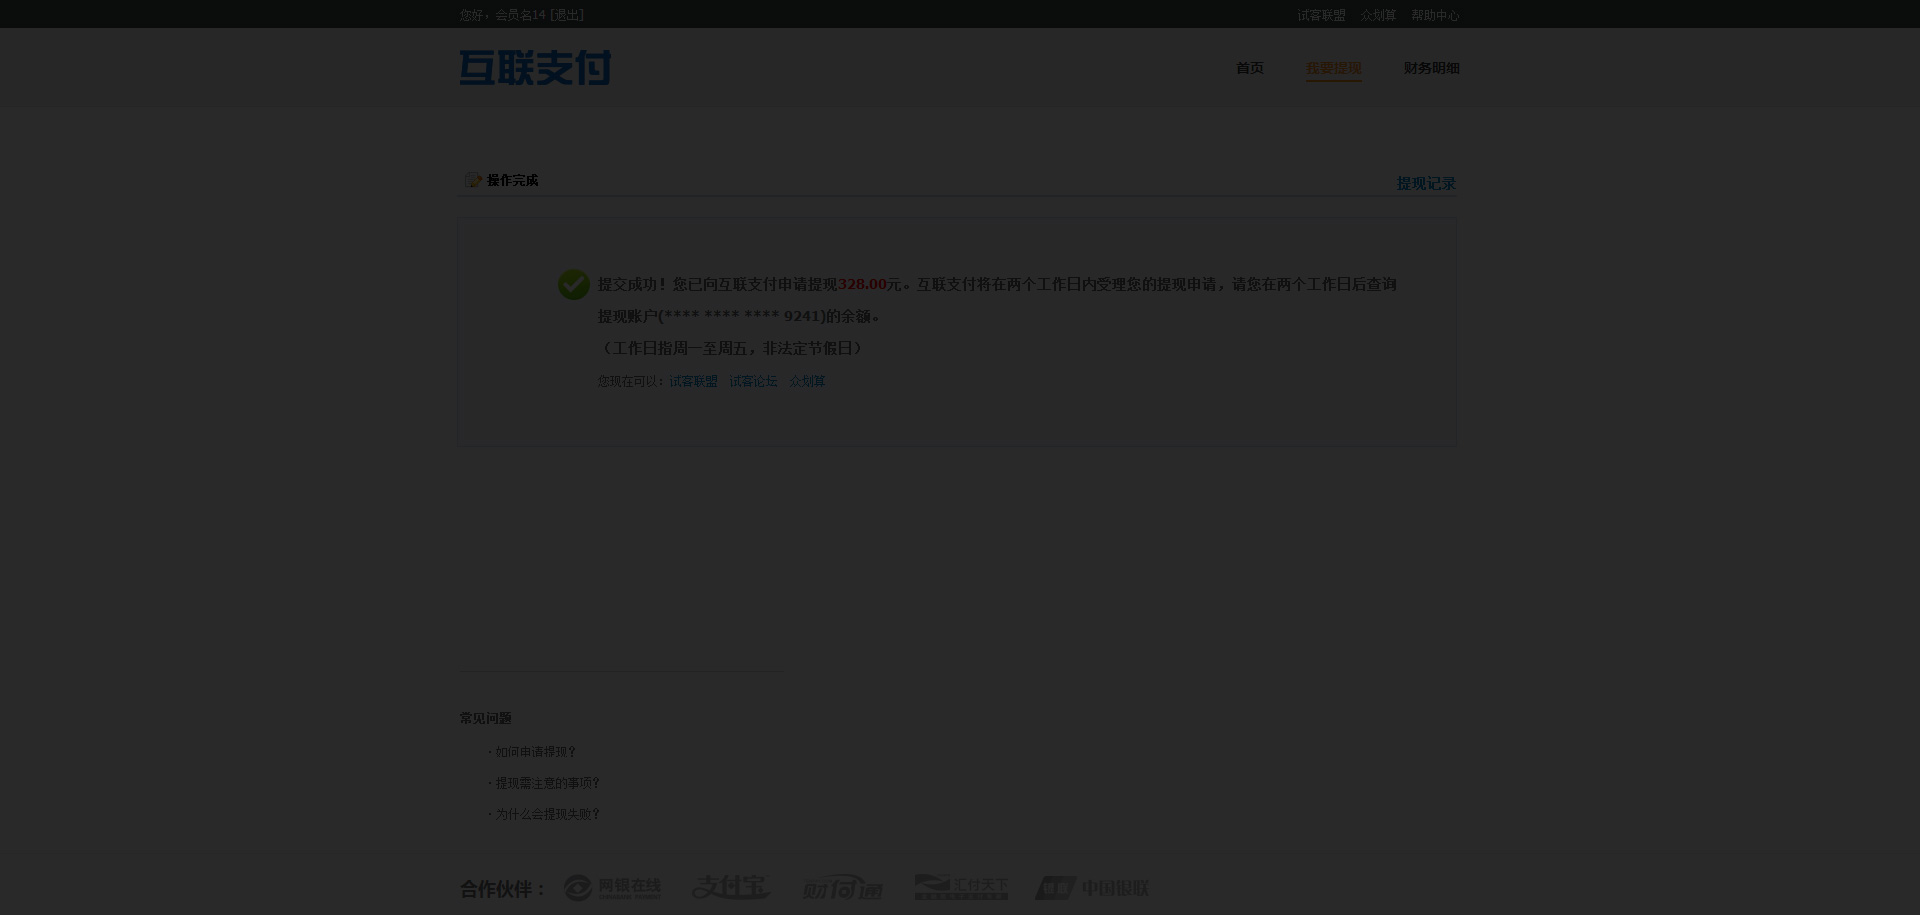 您好，会员名14 [退出]
试客联盟 众划算 帮助中心
互联支付
首页 我要提现 财务明细
操作完成
提现记录
提交成功！您已向互联支付申请提现328.00元。互联支付将在两个工作日内受理您的提现申请，请您在两个工作日后查询
提现账户(**** **** **** 9241)的余额。
（工作日指周一至周五，非法定节假日）
您现在可以：试客联盟 试客论坛 众划算
常见问题
· 如何申请提现？
· 提现需注意的事项？
· 为什么会提现失败？
合作伙伴： 网银在线 支付宝 财付通 汇付天下 银联 中国银联